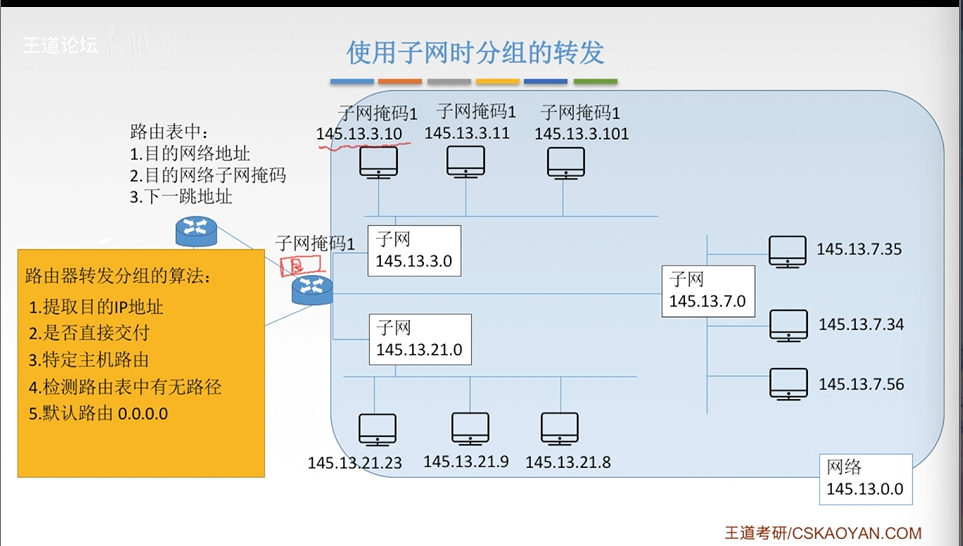 王道论坛
使用子网时分组的转发
子网掩码1
子网掩码1
子网掩码1
145.13.3.10
145.13.3.11
145.13.3.101
路由表中：
1.目的网络地址
2.目的网络子网掩码
3.下一跳地址
子网掩码1
子网
145.13.3.0
路由器转发分组的算法：
1.提取目的IP地址
2.是否直接交付
3.特定主机路由
4.检测路由表中有无路径
5.默认路由 0.0.0.0
子网
145.13.7.0
145.13.7.35
145.13.7.34
145.13.7.56
子网
145.13.21.0
145.13.21.23
145.13.21.9
145.13.21.8
网络
145.13.0.0
王道考研/CSKAOYAN.COM